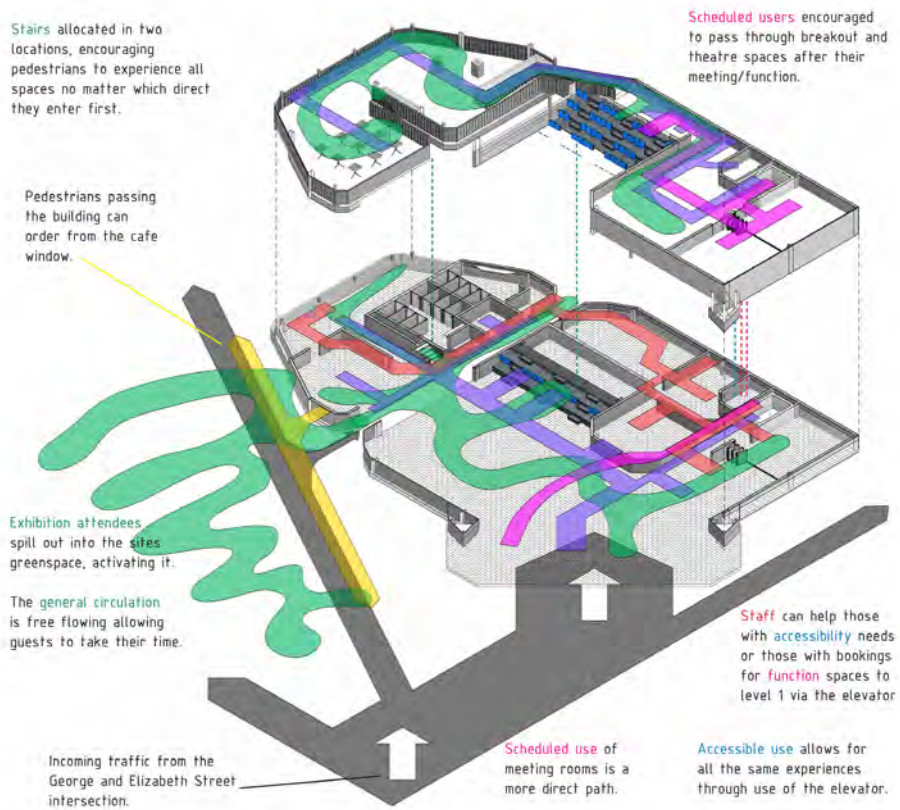 Stairs allocated in two
locations, encouraging
pedestrians to experience all
spaces no matter which direct
they enter first.
Scheduled users encouraged
to pass through breakout and
theatre spaces after their
meeting/function.
Pedestrians passing
the building can
order from the cafe
window.
Exhibition attendees
spill out into the sites
greenspace, activating it.
The general circulation
is free flowing allowing
guests to take their time.
Staff can help those
with accessibility needs
or those with bookings
for function spaces to
level 1 via the elevator
Incoming traffic from the
George and Elizabeth Street
intersection.
Scheduled use of
meeting rooms is a
more direct path.
Accessible use allows for
all the same experiences
through use of the elevator.